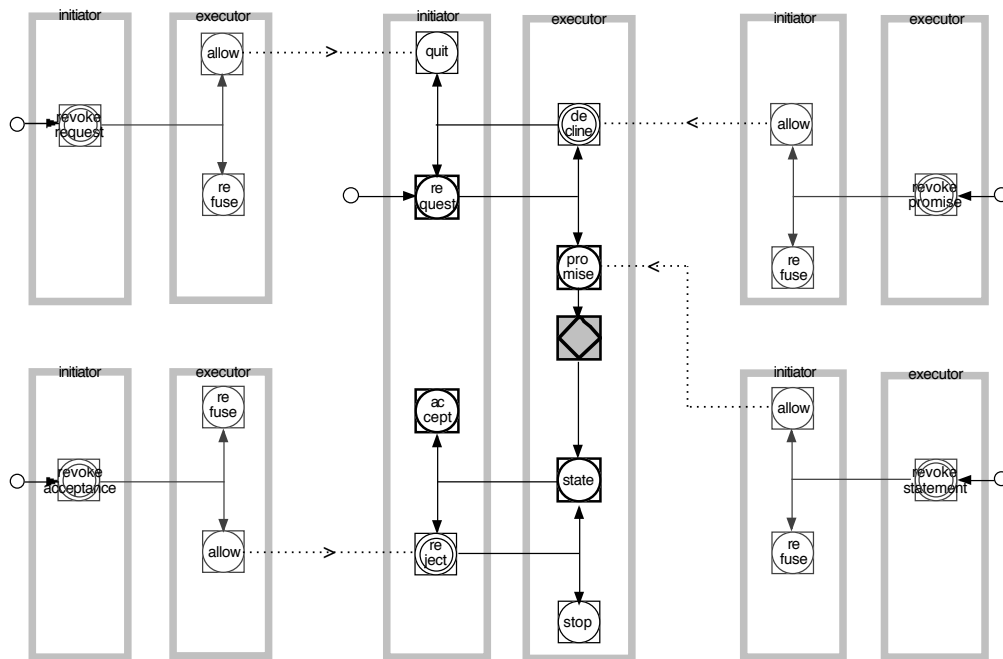 initiator
executor
allow
revoke
request
re
fuse
initiator
executor
quit
de
cline
re
quest
pro
mise
ac
cept
state
re
ject
stop
initiator
executor
allow
revoke
promise
re
fuse
initiator
executor
re
fuse
revoke
acceptance
allow
initiator
executor
allow
revoke
statement
re
fuse